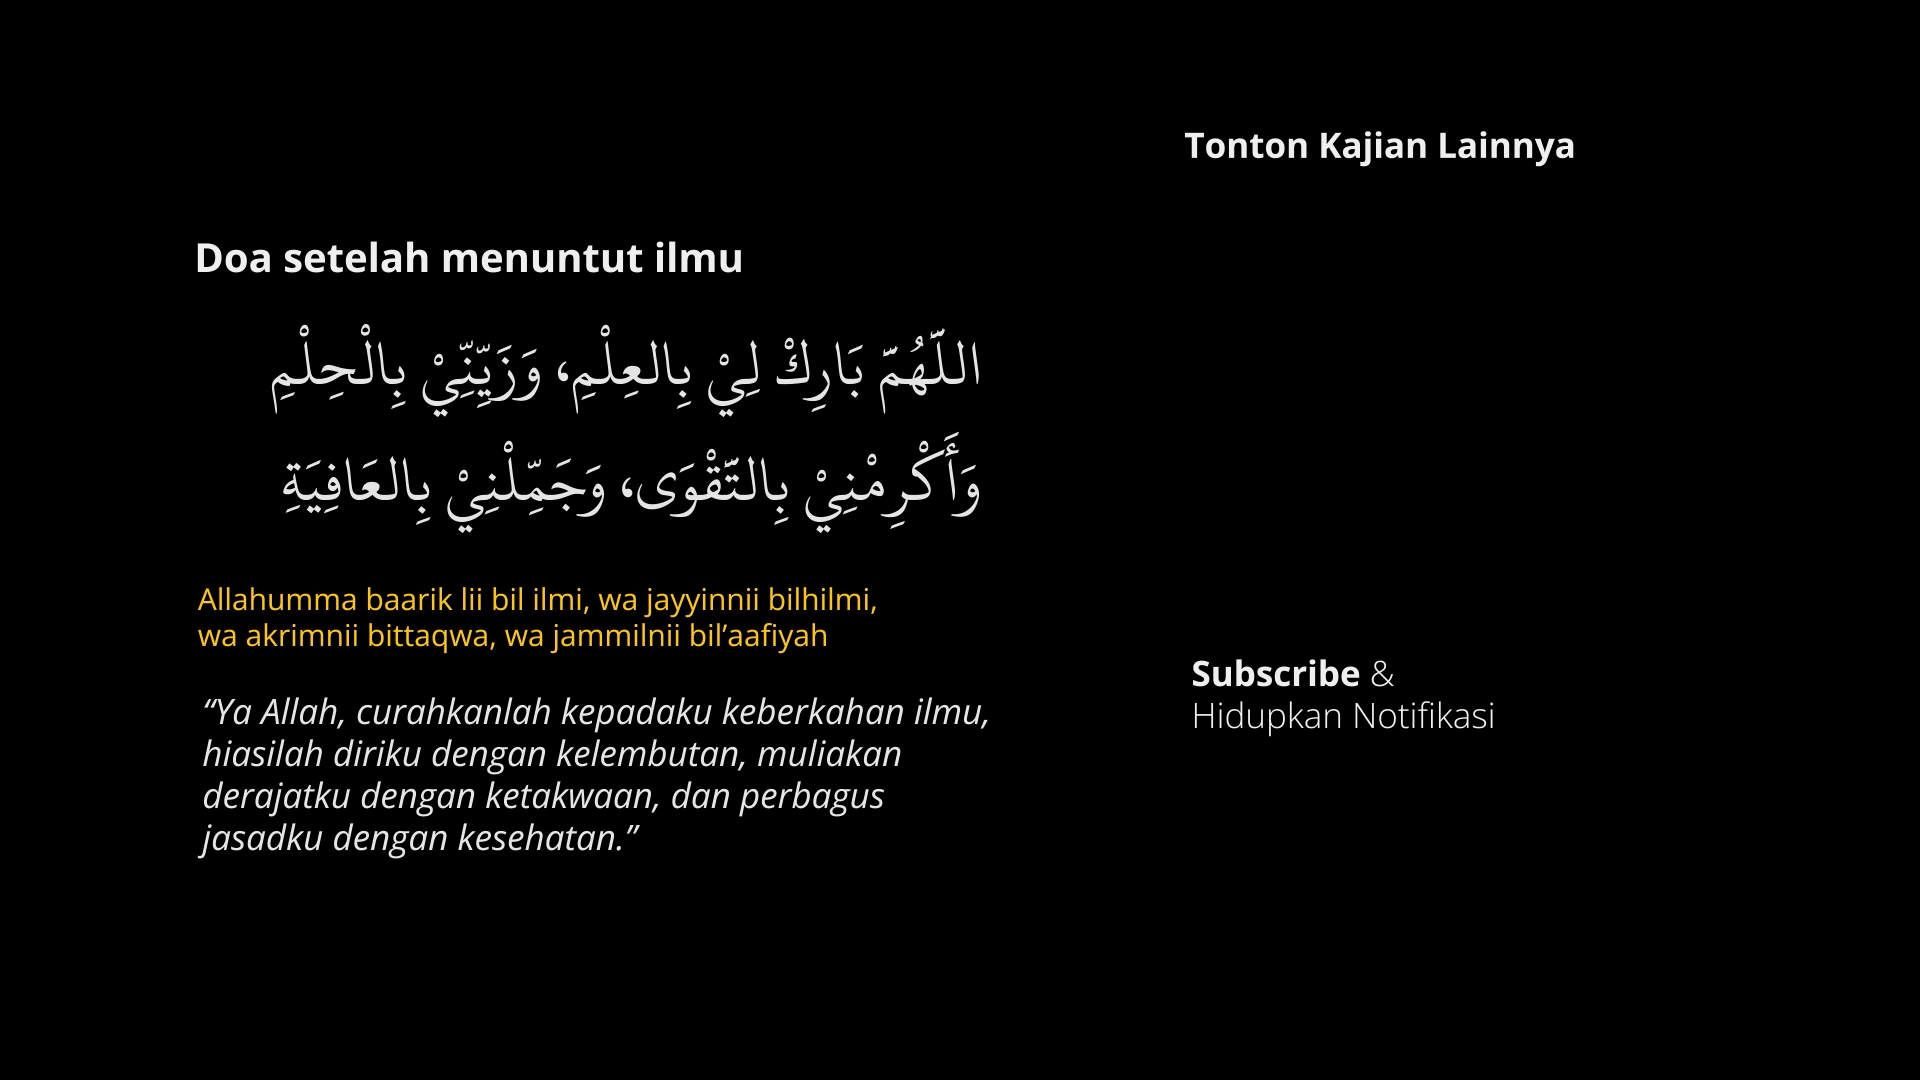 Doa setelah menuntut ilmu
اللَّهُمَّ بَارِكْ لِيْ بِالعِلْمِ، وَزَيِّنِّيْ بِالْحِلْمِ
وَأَكْرِمْنِيْ بِالتَّقْوَى، وَجَمِّلْنِيْ بِالعَافِيَةِ
Allahumma baarik lii bil ilmi, wa jayyinnii bilhilmi,
wa akrimnii bittaqwa, wa jammilnii bil’aafiyah
“Ya Allah, curahkanlah kepadaku keberkahan ilmu,
hiasilah diriku dengan kelembutan, muliakan
derajatku dengan ketakwaan, dan perbagus
jasadku dengan kesehatan.”
Tonton Kajian Lainnya
Subscribe &
Hidupkan Notifikasi